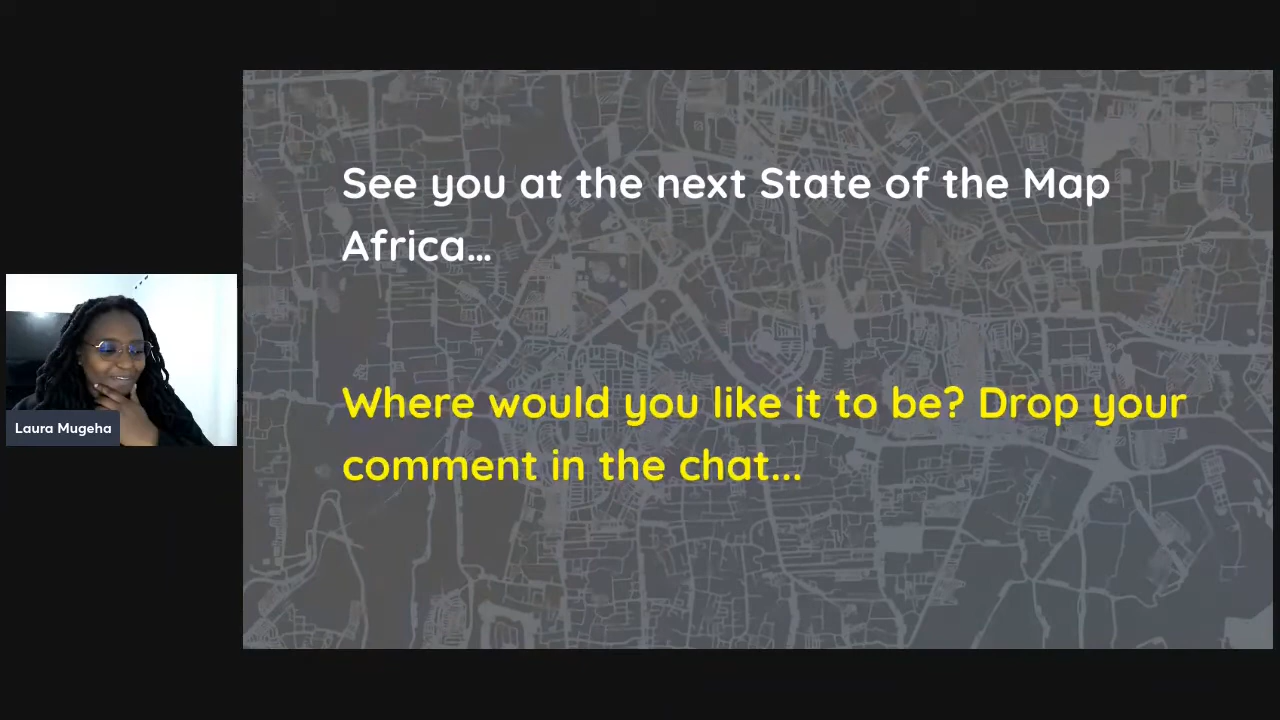 See you at the next State of the Map
Africa...
Where would you like it to be? Drop your
comment in the chat...
Laura Mugeha